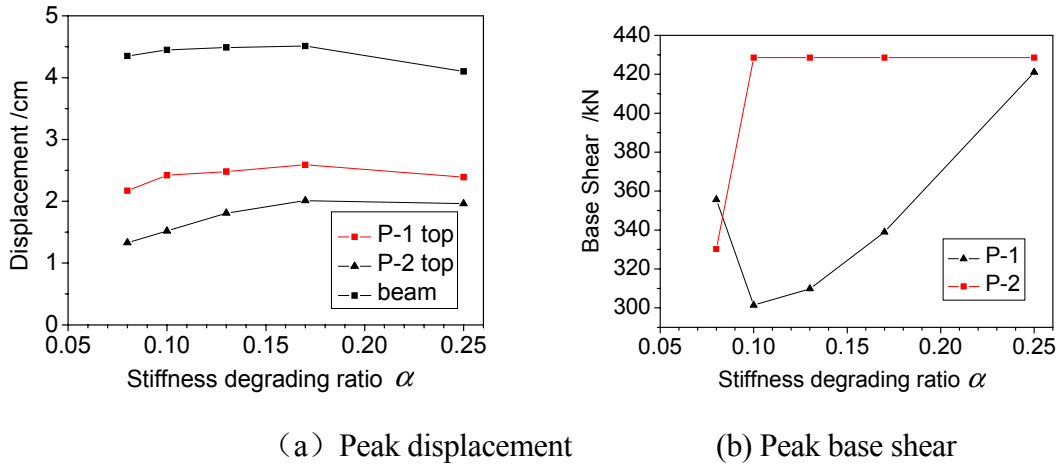 5
4
3
2
1
0
Displacement /cm
P-1 top
P-2 top
beam
0.05 0.10 0.15 0.20 0.25
Stiffness degrading ratio α
440
420
400
380
360
340
320
300
Base Shear /kN
P-1
P-2
0.05 0.10 0.15 0.20 0.25
Stiffness degrading ratio α
（a）Peak displacement
(b) Peak base shear